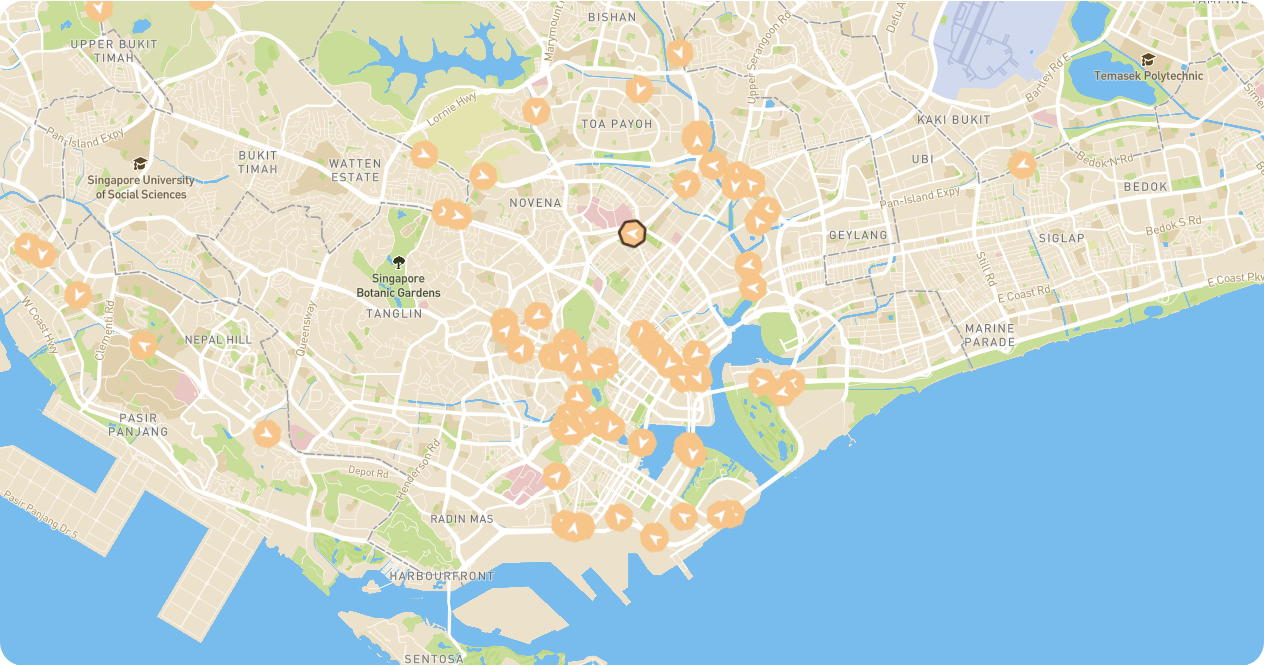 BISHAN
Marymount
Upper Serangoon Rd
Defu
UPPER BUKIT
TIMAH
Bartley Rd E
Temasek Polytechnic
Lornie Hwy
TOA PAYOH
KAKI BUKIT
Pan-Island Expy
BUKIT
TIMAH
WATTEN
ESTATE
UBI
Bedok N Rd
Singapore University
of Social Sciences
BEDOK
NOVENA
Pan-Island Expy
Bedok S Rd
GEYLANG
SIGLAP
Still Rd
Singapore
Botanic Gardens
E Coast Rd
E Coast Pkw
TANGLIN
W Coast Hwy
Clementi Rd
Queensway
NEPAL HILL
MARINE
PARADE
PASIR
PANJANG
Henderson Rd
Depot Rd
Pasir Panjang Dr 5
RADIN MAS
HARBOURFRONT
SENTOSA